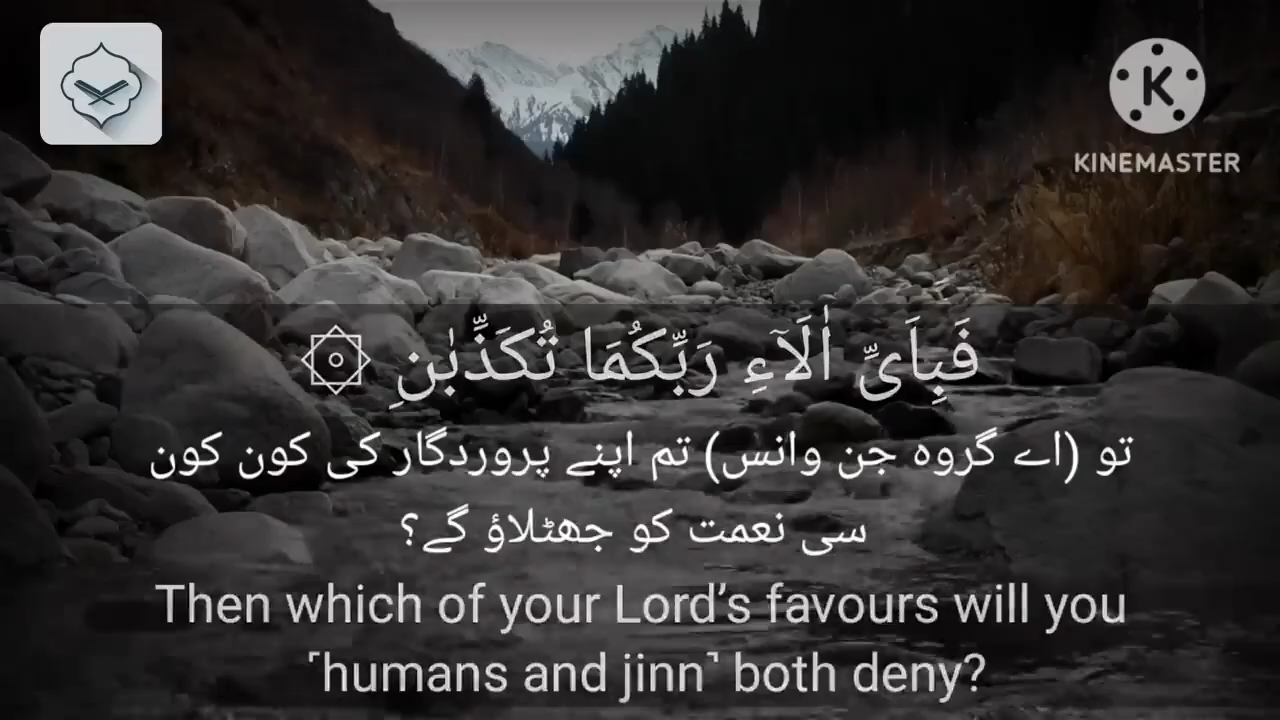 K
KINEMASTER
فَبِاَىِّ اٰلَآءِ رَبِّكُمَا تُكَذِّبٰنِ ۞
تو (اے گروہ جن وانس) تم اپنے پروردگار کی کون کون
سی نعمت کو جھٹلاؤ گے؟
Then which of your Lord’s favours will you
˹humans and jinn˺ both deny?